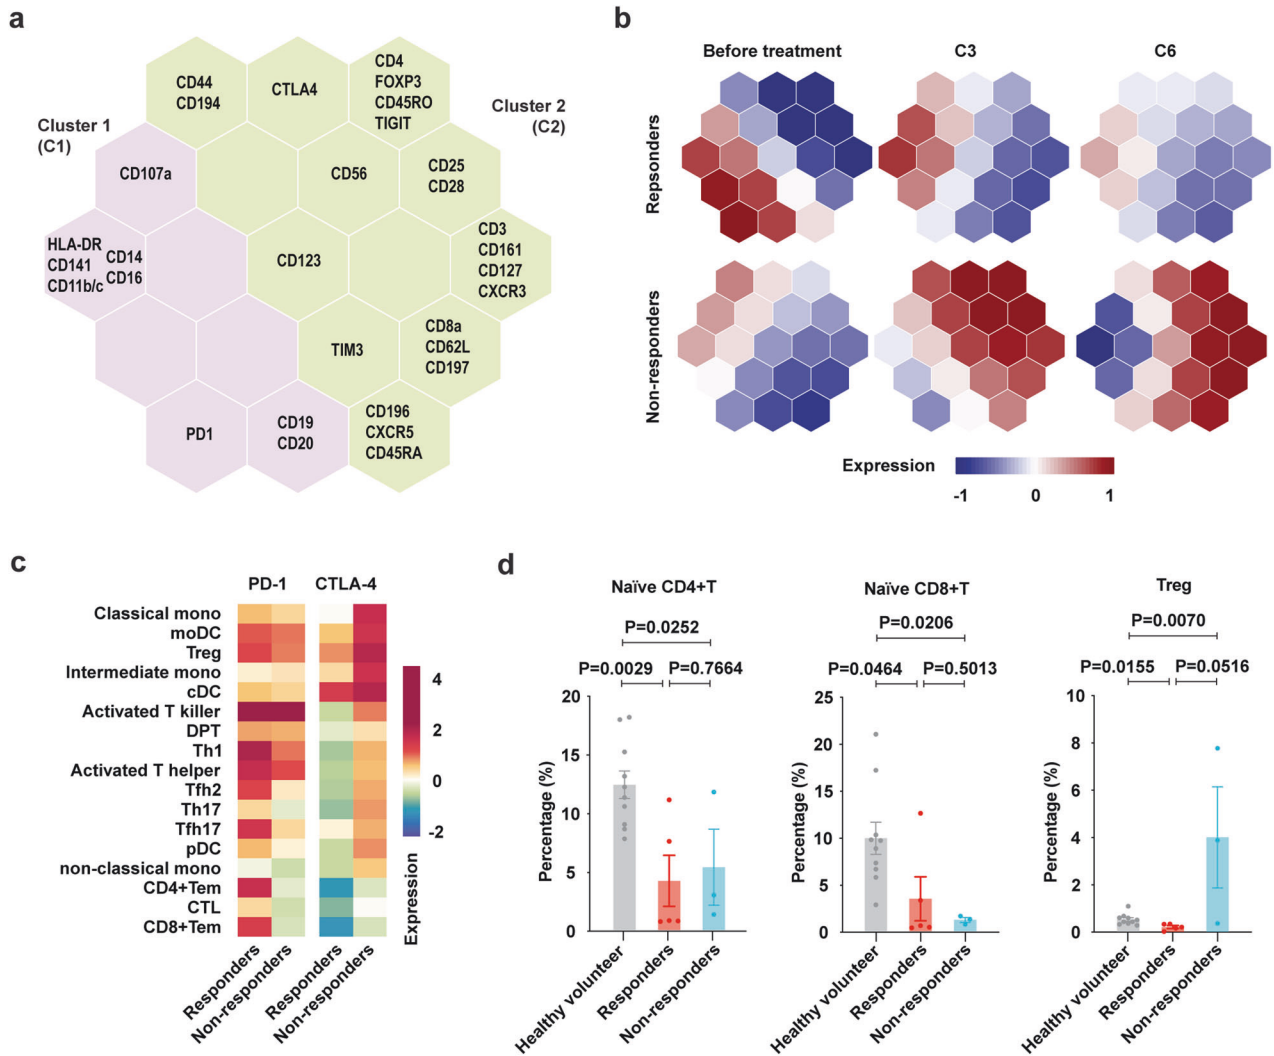 a
Cluster 1
(C1)
Cluster 2
(C2)
CD44
CD194
CTLA4
CD4
FOXP3
CD45RO
TIGIT
CD107a
CD56
CD25
CD28
HLA-DR
CD141
CD11b/c
CD14
CD16
CD123
CD3
CD161
CD127
CXCR3
TIM3
CD8a
CD62L
CD197
PD1
CD19
CD20
CD196
CXCR5
CD45RA
b
Before treatment
C3
C6
Repsonders
Non-responders
Expression
-1
0
1
c
PD-1
CTLA-4
Classical mono
moDC
Treg
Intermediate mono
cDC
Activated T killer
DPT
Th1
Activated T helper
Tfh2
Th17
Tfh17
pDC
non-classical mono
CD4+Tem
CTL
CD8+Tem
Responders
Non-responders
Responders
Non-responders
4
2
0
-2
Expression
d
Naïve CD4+T
P=0.0252
P=0.0029
P=0.7664
Percentage (%)
20
15
10
5
0
Healthy volunteer
Responders
Non-responders
Naïve CD8+T
P=0.0206
P=0.0464
P=0.5013
Percentage (%)
25
20
15
10
5
0
Healthy volunteer
Responders
Non-responders
Treg
P=0.0070
P=0.0155
P=0.0516
Percentage (%)
10
8
6
4
2
0
Healthy volunteer
Responders
Non-responders